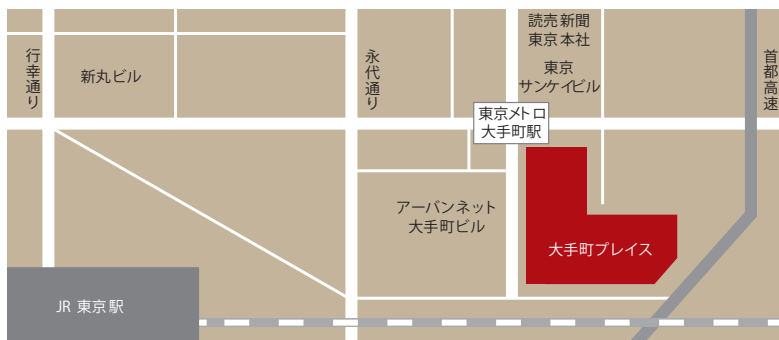 行幸通り
新丸ビル
永代通り
読売新聞
東京本社
東京
サンケイビル
首都高速
東京メトロ
大手町駅
アーバンネット
大手町ビル
大手町プレイス
JR 東京駅